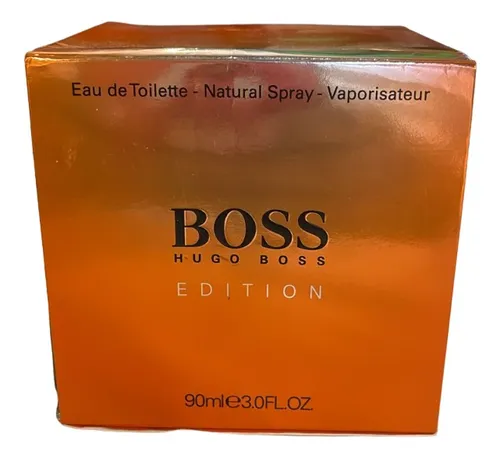 Eau de Toilette - Natural Spray - Vaporisateur
BOSS
HUGO BOSS
EDITION
90ml℮3.0FL.OZ.